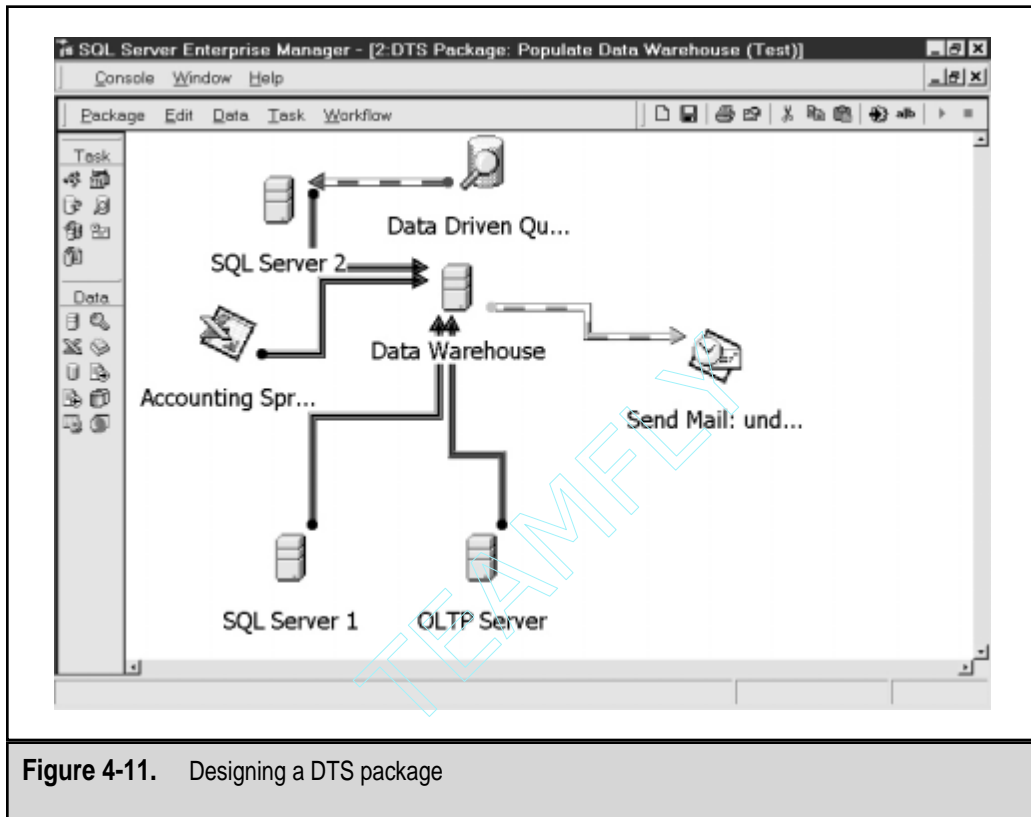 SQL Server Enterprise Manager - [2:DTS Package: Populate Data Warehouse (Test)]
Console Window Help
Package Edit Data Task Workflow
Task
Data
Data Driven Qu...
SQL Server 2
Data Warehouse
Accounting Spr...
Send Mail: und...
SQL Server 1
OLTP Server
TEAMFLY
Figure 4-11. Designing a DTS package